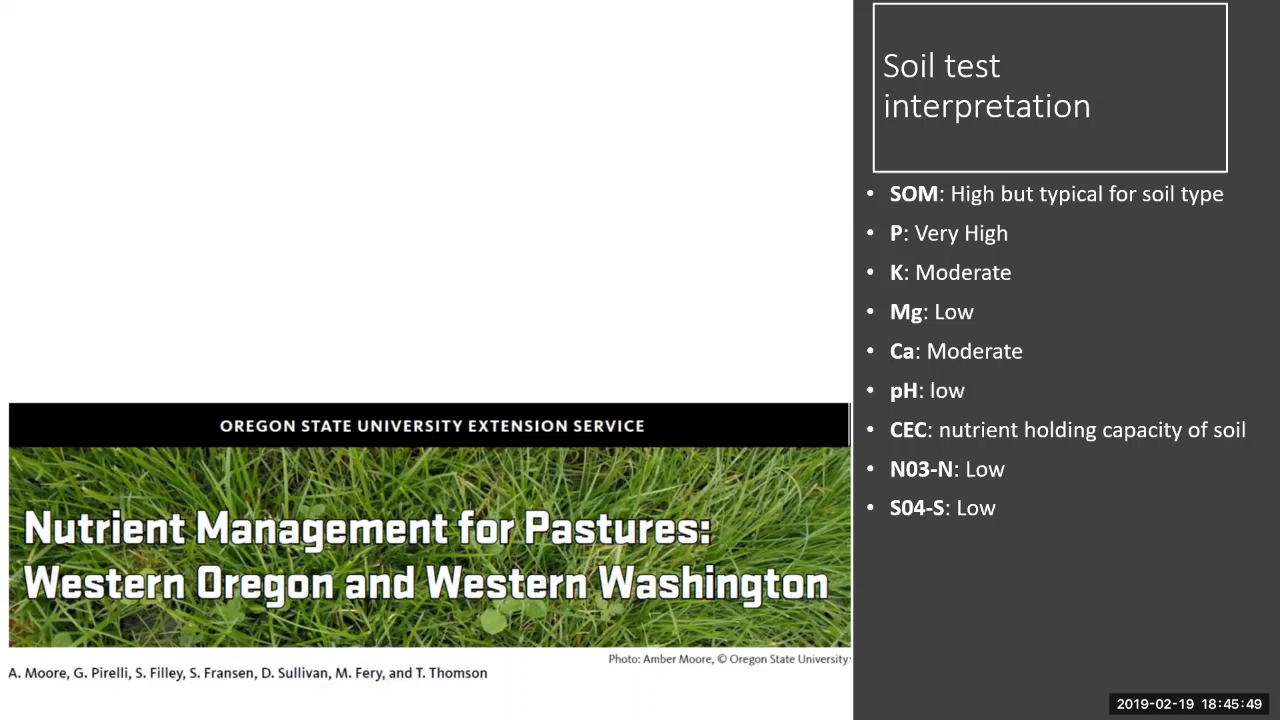 Soil test
interpretation
• SOM: High but typical for soil type
• P: Very High
• K: Moderate
• Mg: Low
• Ca: Moderate
• pH: low
• CEC: nutrient holding capacity of soil
• N03-N: Low
• S04-S: Low
OREGON STATE UNIVERSITY EXTENSION SERVICE
Nutrient Management for Pastures:
Western Oregon and Western Washington
Photo: Amber Moore, © Oregon State University
A. Moore, G. Pirelli, S. Filley, S. Fransen, D. Sullivan, M. Fery, and T. Thomson
2019-02-19 18:45:49